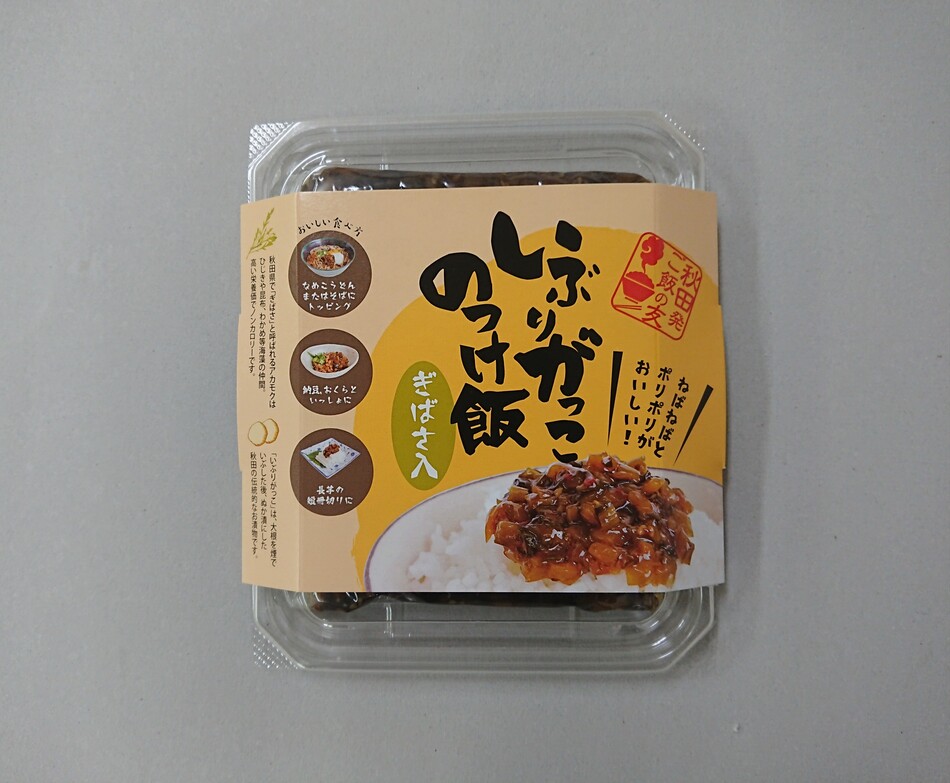 いぶりがっこ
のっけ飯
ぎばさ入
秋田発
ご飯の友
ねばねばと
ポリポリが
おいしい！
おいしい食べ方
なめこうどん
またはそばに
トッピング
納豆、おくらと
いっしょに
長芋の
短冊切りに
秋田県で「ぎばさ」と呼ばれるアカモクは
ひじきや昆布、わかめ等海藻の仲間。
高い栄養価でノンカロリーです。
「いぶりがっこ」は、大根を煙で
いぶした後、ぬか漬にした
秋田の伝統的なお漬物です。